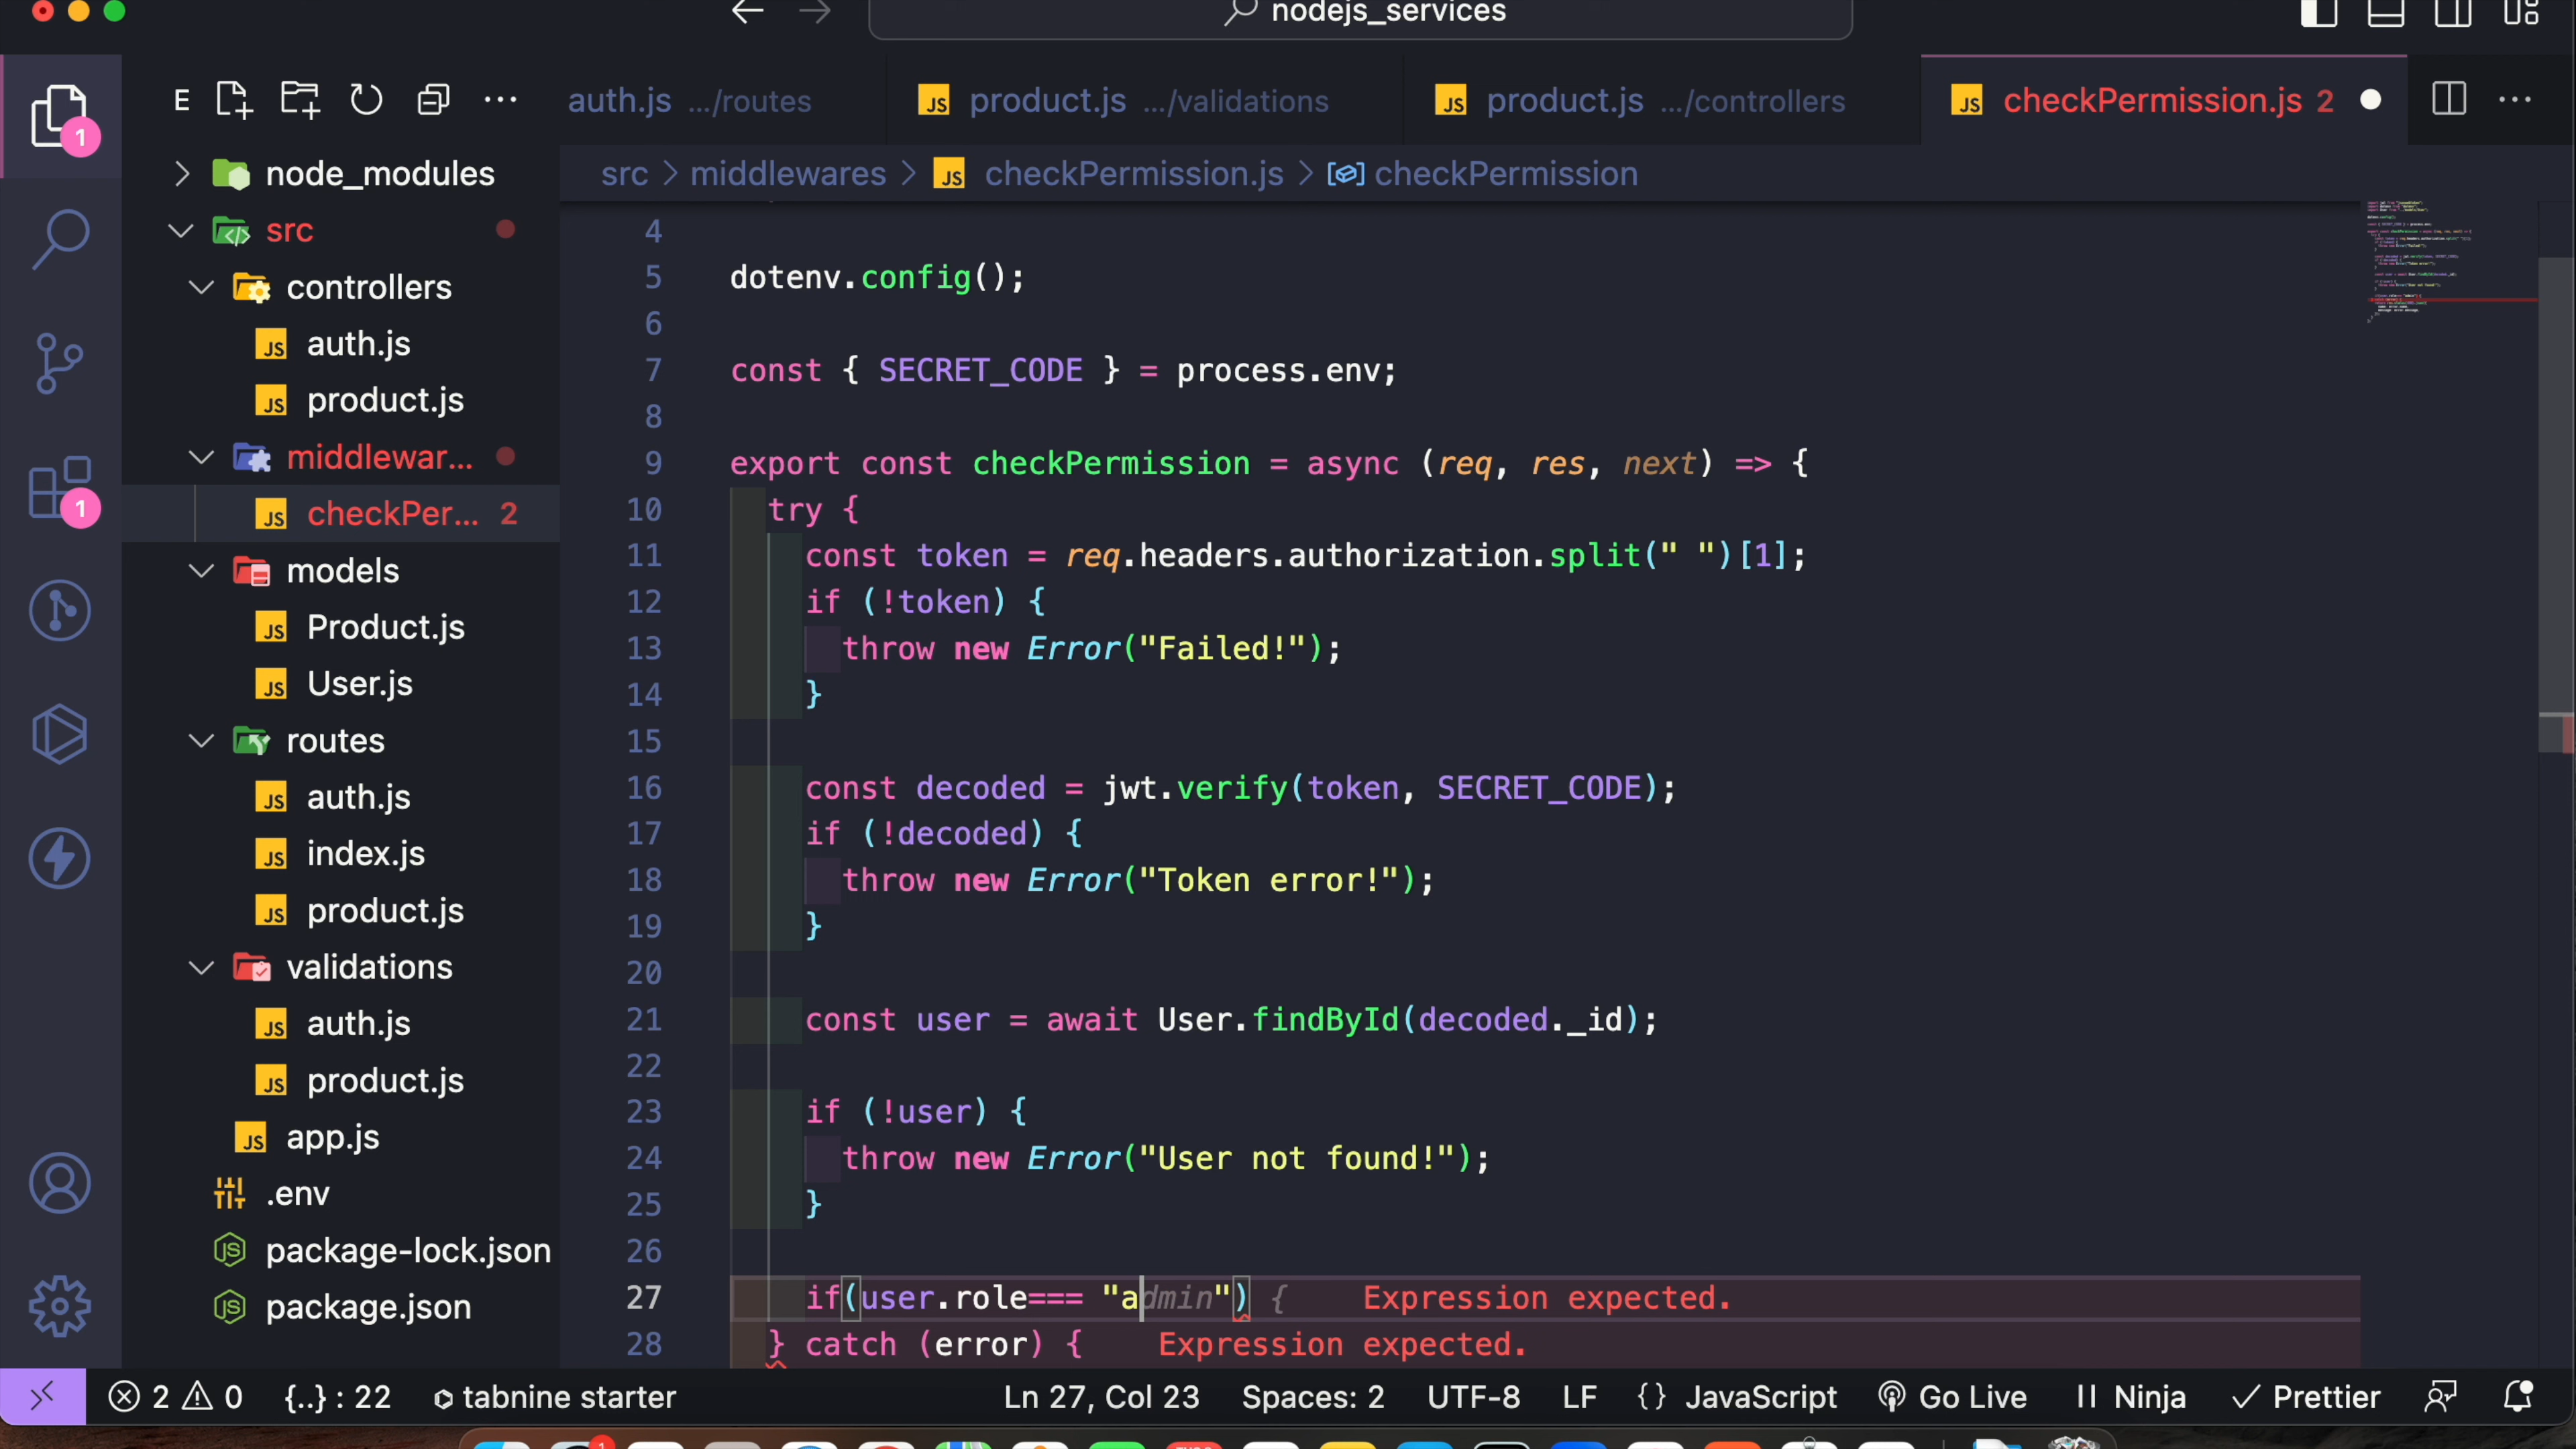 nodejs_services
E
auth.js .../routes
product.js .../validations
product.js .../controllers
checkPermission.js 2
src > middlewares > checkPermission.js > checkPermission
1
node_modules
src
controllers
auth.js
product.js
middlewar...
checkPer... 2
1
models
Product.js
User.js
routes
auth.js
index.js
product.js
validations
auth.js
product.js
app.js
.env
package-lock.json
package.json
4
5 dotenv.config();
6
7 const { SECRET_CODE } = process.env;
8
9 export const checkPermission = async (req, res, next) => {
10 try {
11 const token = req.headers.authorization.split(" ")[1];
12 if (!token) {
13 throw new Error("Failed!");
14 }
15
16 const decoded = jwt.verify(token, SECRET_CODE);
17 if (!decoded) {
18 throw new Error("Token error!");
19 }
20
21 const user = await User.findById(decoded._id);
22
23 if (!user) {
24 throw new Error("User not found!");
25 }
26
27 if(user.role=== "admin") { Expression expected.
28 } catch (error) { Expression expected.
2 0 {..} : 22 tabnine starter Ln 27, Col 23 Spaces: 2 UTF-8 LF {} JavaScript Go Live Ninja Prettier